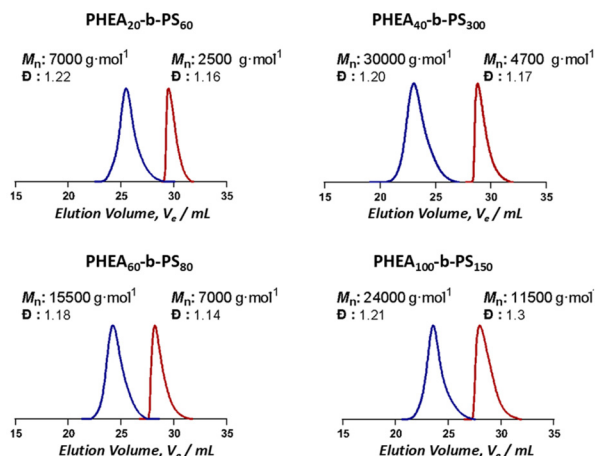 PHEA20-b-PS60
Mn: 7000 g·mol1 Mn: 2500 g·mol1
Đ : 1.22 Đ : 1.16
15 20 25 30 35
Elution Volume, Ve / mL
PHEA40-b-PS300
Mn: 30000 g·mol1 Mn: 4700 g·mol1
Đ : 1.20 Đ : 1.17
15 20 25 30 35
Elution Volume, Ve / mL
PHEA60-b-PS80
Mn: 15500 g·mol1 Mn: 7000 g·mol1
Đ : 1.18 Đ : 1.14
15 20 25 30 35
Elution Volume, Ve / mL
PHEA100-b-PS150
Mn: 24000 g·mol1 Mn: 11500 g·mol
Đ : 1.21 Đ : 1.3
15 20 25 30 35
Elution Volume, Ve / mL